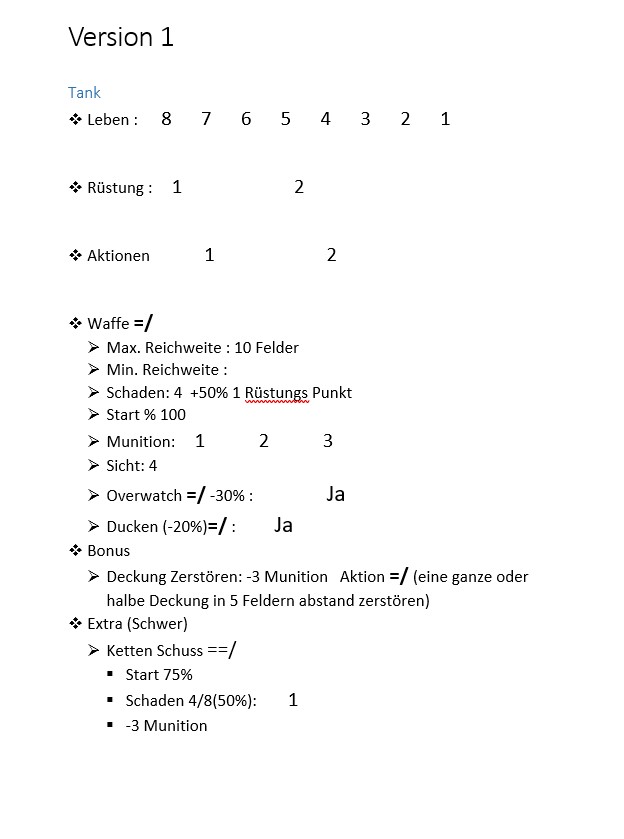 Version 1
Tank
❖ Leben : 8 7 6 5 4 3 2 1
❖ Rüstung : 1 2
❖ Aktionen 1 2
❖ Waffe =/
➢ Max. Reichweite : 10 Felder
➢ Min. Reichweite :
➢ Schaden: 4 +50% 1 Rüstungs Punkt
➢ Start % 100
➢ Munition: 1 2 3
➢ Sicht: 4
➢ Overwatch =/ -30% : Ja
➢ Ducken (-20%)=/ : Ja
❖ Bonus
➢ Deckung Zerstören: -3 Munition Aktion =/ (eine ganze oder
halbe Deckung in 5 Feldern abstand zerstören)
❖ Extra (Schwer)
➢ Ketten Schuss ==/
▪ Start 75%
▪ Schaden 4/8(50%): 1
▪ -3 Munition